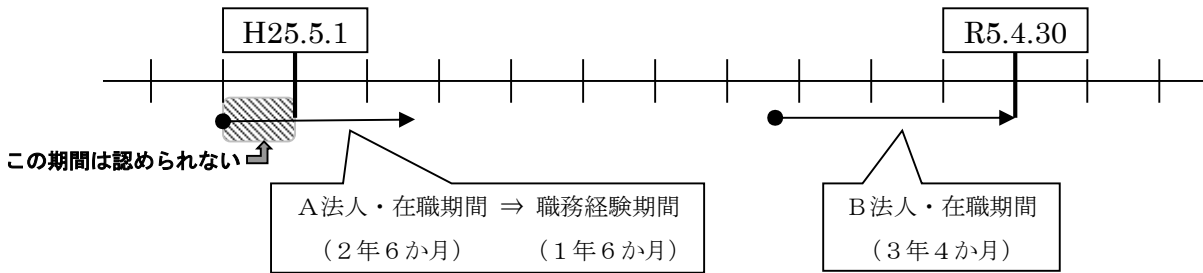 H25.5.1
R5.4.30
この期間は認められない
A法人・在職期間 ⇒ 職務経験期間
(2年6か月) (1年6か月)
B法人・在職期間
(3年4か月)